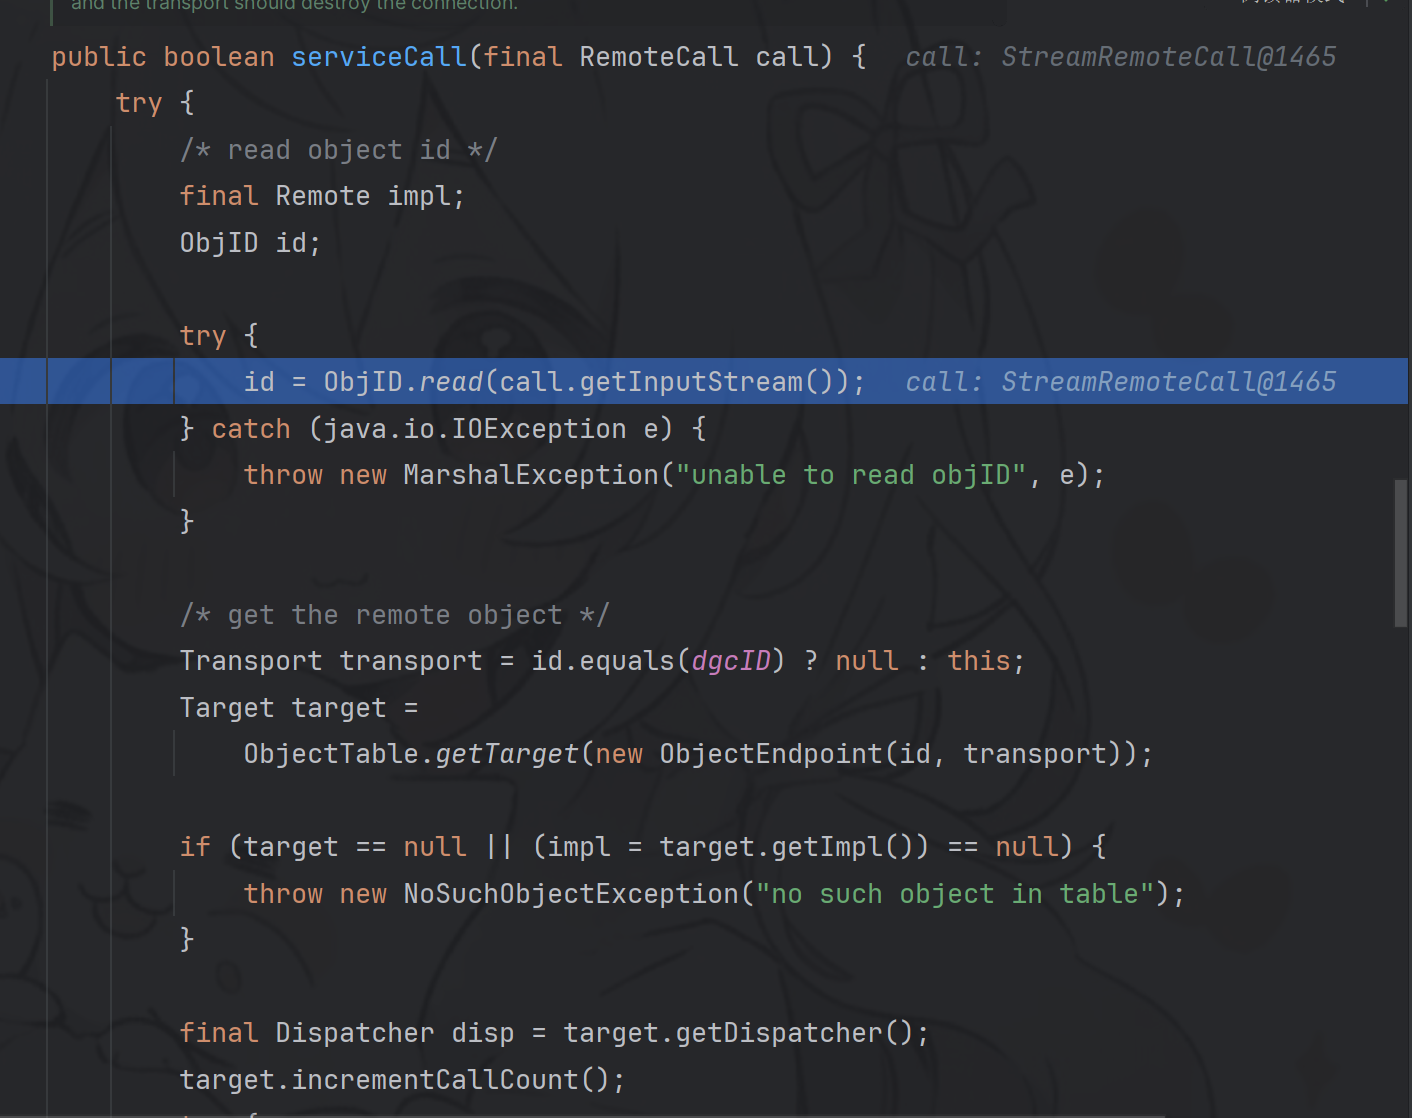 and the transport should destroy the connection.
public boolean serviceCall(final RemoteCall call) {   call: StreamRemoteCall@1465
    try {
        /* read object id */
        final Remote impl;
        ObjID id;

        try {
            id = ObjID.read(call.getInputStream());   call: StreamRemoteCall@1465
        } catch (java.io.IOException e) {
            throw new MarshalException("unable to read objID", e);
        }

        /* get the remote object */
        Transport transport = id.equals(dgcID) ? null : this;
        Target target =
            ObjectTable.getTarget(new ObjectEndpoint(id, transport));

        if (target == null || (impl = target.getImpl()) == null) {
            throw new NoSuchObjectException("no such object in table");
        }

        final Dispatcher disp = target.getDispatcher();
        target.incrementCallCount();